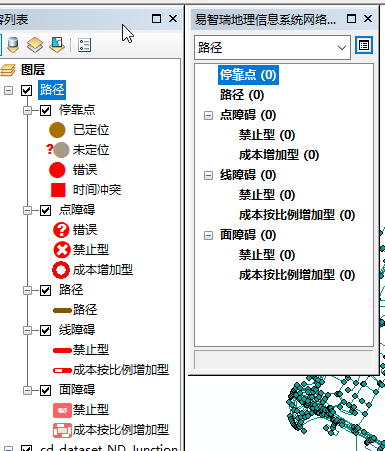 容列表
图层
路径
停靠点
已定位
未定位
错误
时间冲突
点障碍
错误
禁止型
成本增加型
路径
路径
线障碍
禁止型
成本按比例增加型
面障碍
禁止型
成本按比例增加型
cd_dataset_ND_Junction
易智瑞地理信息系统网络...
路径
停靠点 (0)
路径 (0)
点障碍 (0)
禁止型 (0)
成本增加型 (0)
线障碍 (0)
禁止型 (0)
成本按比例增加型 (0)
面障碍 (0)
禁止型 (0)
成本按比例增加型 (0)